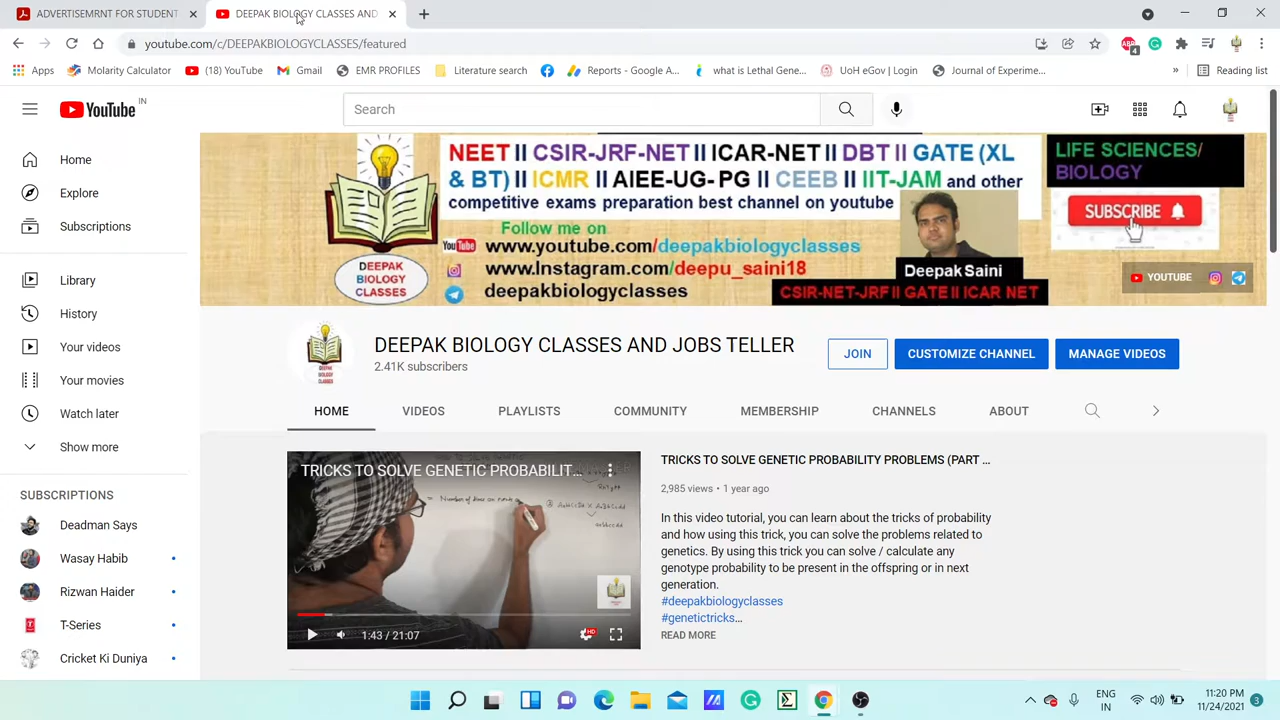 ADVERTISEMRNT FOR STUDENT
DEEPAK BIOLOGY CLASSES AND
youtube.com/c/DEEPAKBIOLOGYCLASSES/featured
4
Apps
Molarity Calculator
(18) YouTube
Gmail
EMR PROFILES
Literature search
Reports - Google A...
what is Lethal Gene...
UoH eGov | Login
Journal of Experime...
»
Reading list
YouTube IN
Search
Home
Explore
Subscriptions
Library
History
Your videos
Your movies
Watch later
Show more
SUBSCRIPTIONS
Deadman Says
Wasay Habib
Rizwan Haider
T-Series
Cricket Ki Duniya
NEET II CSIR-JRF-NET II ICAR-NET II DBT II GATE (XL
& BT) II ICMR II AIEE-UG- PG II CEEB II IIT-JAM and other
competitive exams preparation best channel on youtube
Follow me on
You Tube www.youtube.com/deepakbiologyclasses
www.Instagram.com/deepu_saini18
deepakbiologyclasses
DEEPAK
BIOLOGY
CLASSES
Deepak Saini
CSIR-NET-JRF II GATE II ICAR NET
LIFE SCIENCES/
BIOLOGY
SUBSCRIBE
YOUTUBE
DEEPAK BIOLOGY CLASSES AND JOBS TELLER
2.41K subscribers
DEEPAK
BIOLOGY
CLASSES
JOIN
CUSTOMIZE CHANNEL
MANAGE VIDEOS
HOME
VIDEOS
PLAYLISTS
COMMUNITY
MEMBERSHIP
CHANNELS
ABOUT
TRICKS TO SOLVE GENETIC PROBABILIT...
1:43 / 21:07
HD
TRICKS TO SOLVE GENETIC PROBABILITY PROBLEMS (PART ...
2,985 views • 1 year ago
In this video tutorial, you can learn about the tricks of probability
and how using this trick, you can solve the problems related to
genetics. By using this trick you can solve / calculate any
genotype probability to be present in the offspring or in next
generation.
#deepakbiologyclasses
#genetictricks...
READ MORE
ENG
IN
11:20 PM
11/24/2021
3